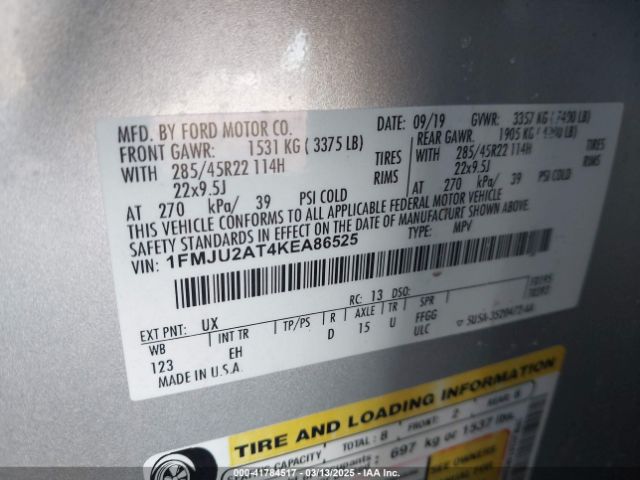 MFD. BY FORD MOTOR CO.
DATE: 09/19 GVWR: 3357 KG (7400 LB)
FRONT GAWR: 1531 KG ( 3375 LB)
REAR GAWR: 1905 KG
WITH 285/45R22 114H TIRES
WITH 285/45R22 114H TIRES
22x9.5J RIMS
22x9.5J RIMS
AT 270 kPa/ 39 PSI COLD
AT 270 kPa/ 39 PSI COLD
THIS VEHICLE CONFORMS TO ALL APPLICABLE FEDERAL MOTOR VEHICLE
SAFETY STANDARDS IN EFFECT ON THE DATE OF MANUFACTURE SHOWN ABOVE.
VIN: 1FMJU2AT4KEA86525
TYPE: MPV
RC: 13 DSO:
EXT PNT: UX
WB INT TR TP/PS R AXLE TR SPR
123 EH D 15 U FFGG
ULC
MADE IN U.S.A.
TIRE AND LOADING INFORMATION
CAPACITY TOTAL: 8 FRONT: 2 REAR: 6
697 kg or 1537 lbs.
TIRE OWNERS
000-41784517 03/13/2025 IAA Inc.